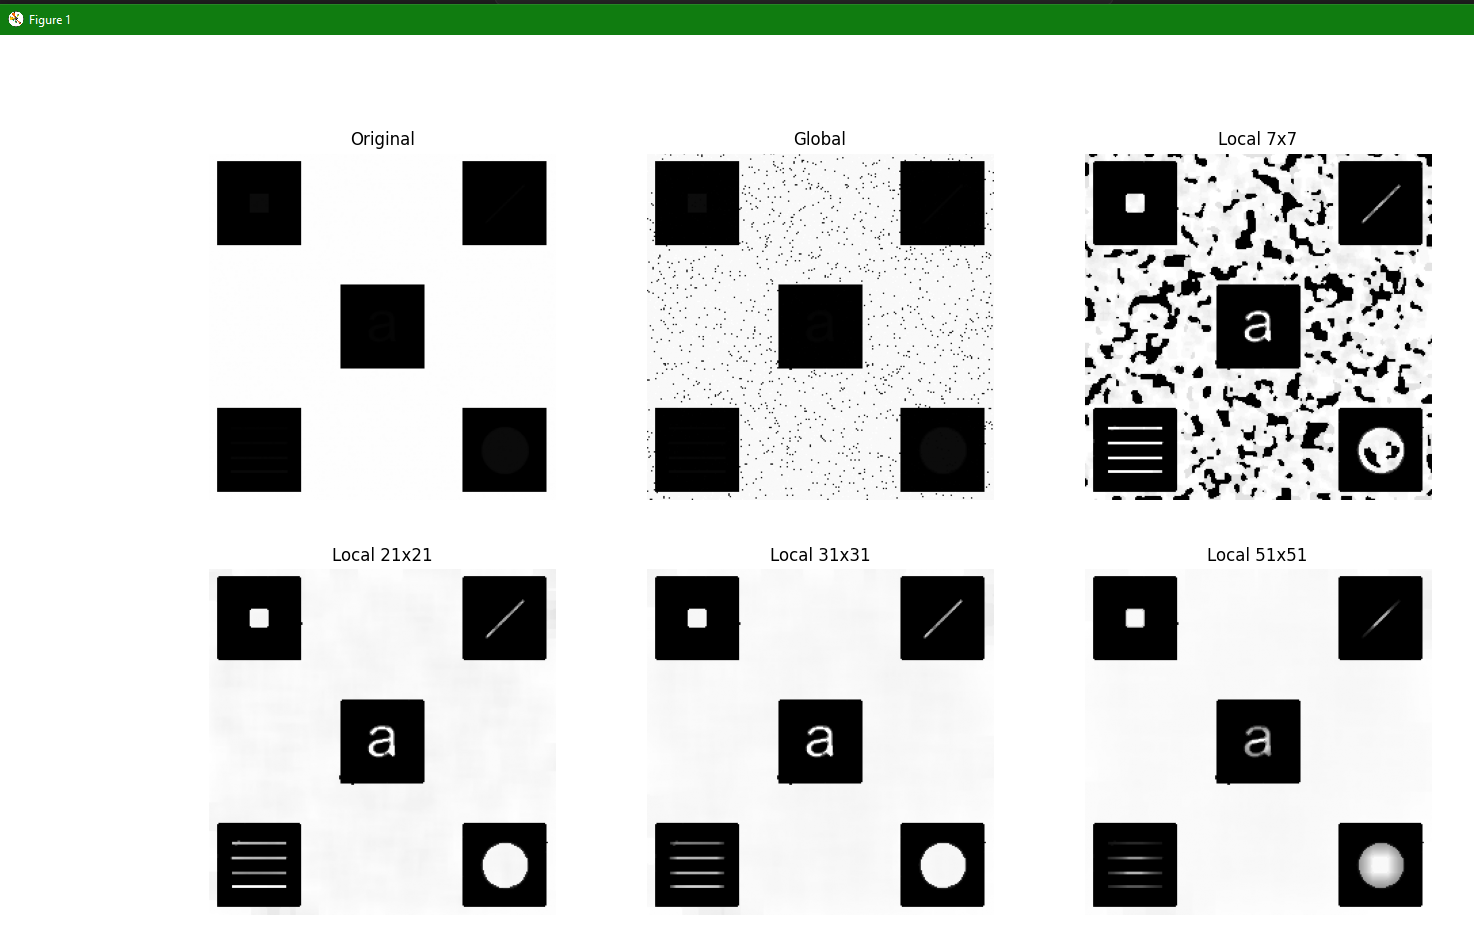 Figure 1
Original
Global
Local 7x7
a
a
a
Local 21x21
Local 31x31
Local 51x51
a
a
a